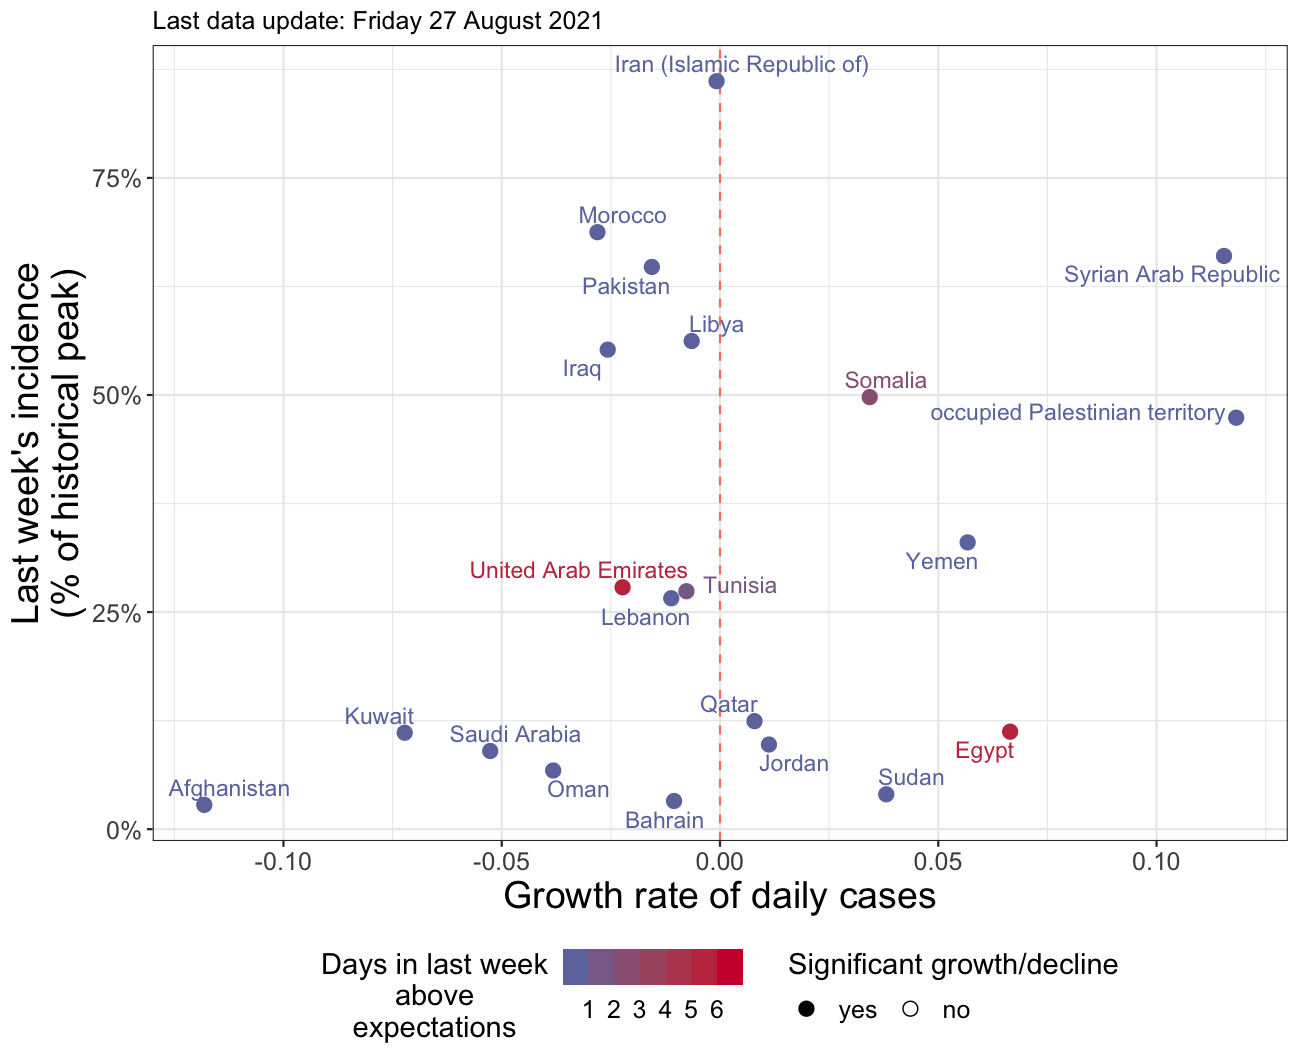 Last data update: Friday 27 August 2021
Iran (Islamic Republic of)
75%
Morocco
Syrian Arab Republic
Pakistan
Libya
Iraq
Somalia
50%
occupied Palestinian territory
Last week's incidence
(% of historical peak)
Yemen
United Arab Emirates
Tunisia
Lebanon
25%
Qatar
Kuwait
Saudi Arabia
Egypt
Jordan
Sudan
Afghanistan
Oman
Bahrain
0%
-0.10 -0.05 0.00 0.05 0.10
Growth rate of daily cases
Days in last week
above
expectations
1 2 3 4 5 6
Significant growth/decline
yes no